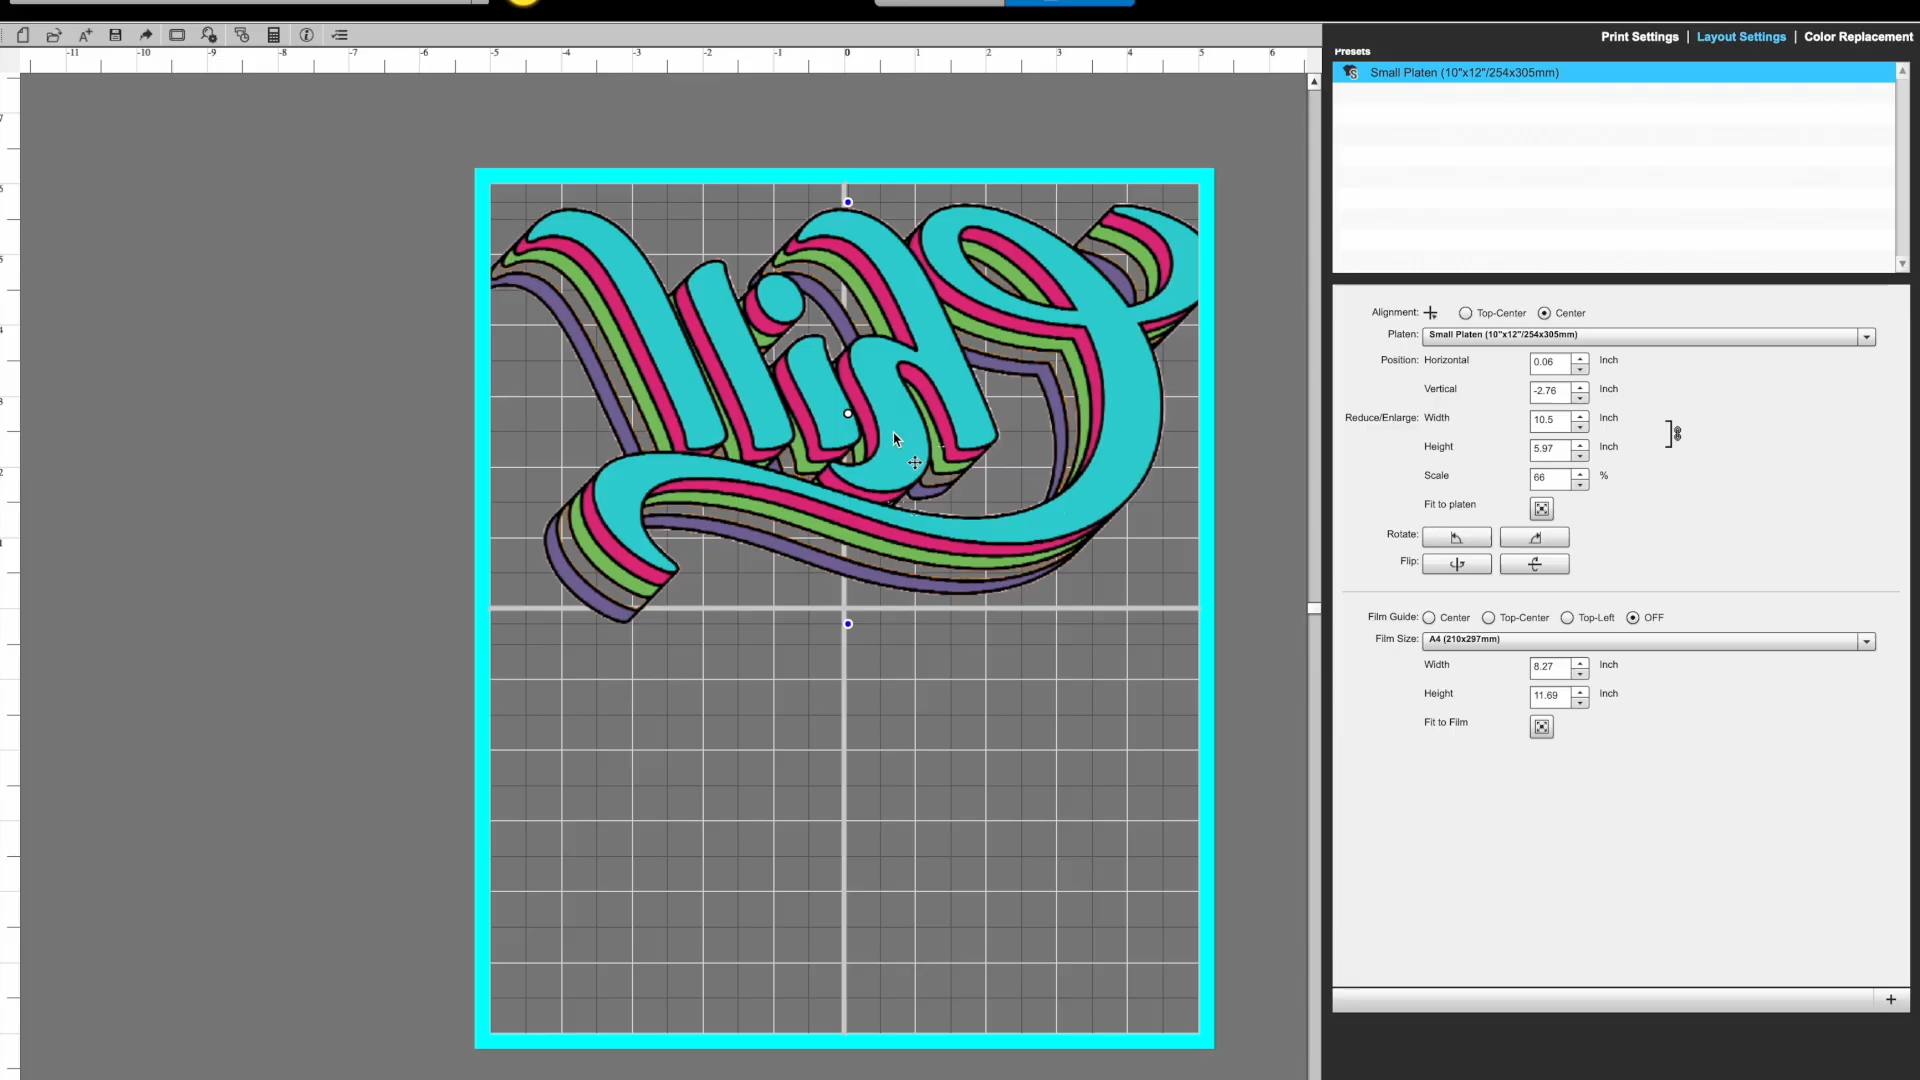 -11 -10 -9 -8 -7 -6 -5 -4 -3 -2 -1 0 1 2 3 4 5 6
Print Settings | Layout Settings | Color Replacement
Presets
Small Platen (10"x12"/254x305mm)
Alignment: Top-Center Center
Platen: Small Platen (10"x12"/254x305mm)
Position: Horizontal 0.06 Inch
Vertical -2.76 Inch
Reduce/Enlarge: Width 10.5 Inch
Height 5.97 Inch
Scale 66 %
Fit to platen
Rotate:
Flip:
Film Guide: Center Top-Center Top-Left OFF
Film Size: A4 (210x297mm)
Width 8.27 Inch
Height 11.69 Inch
Fit to Film